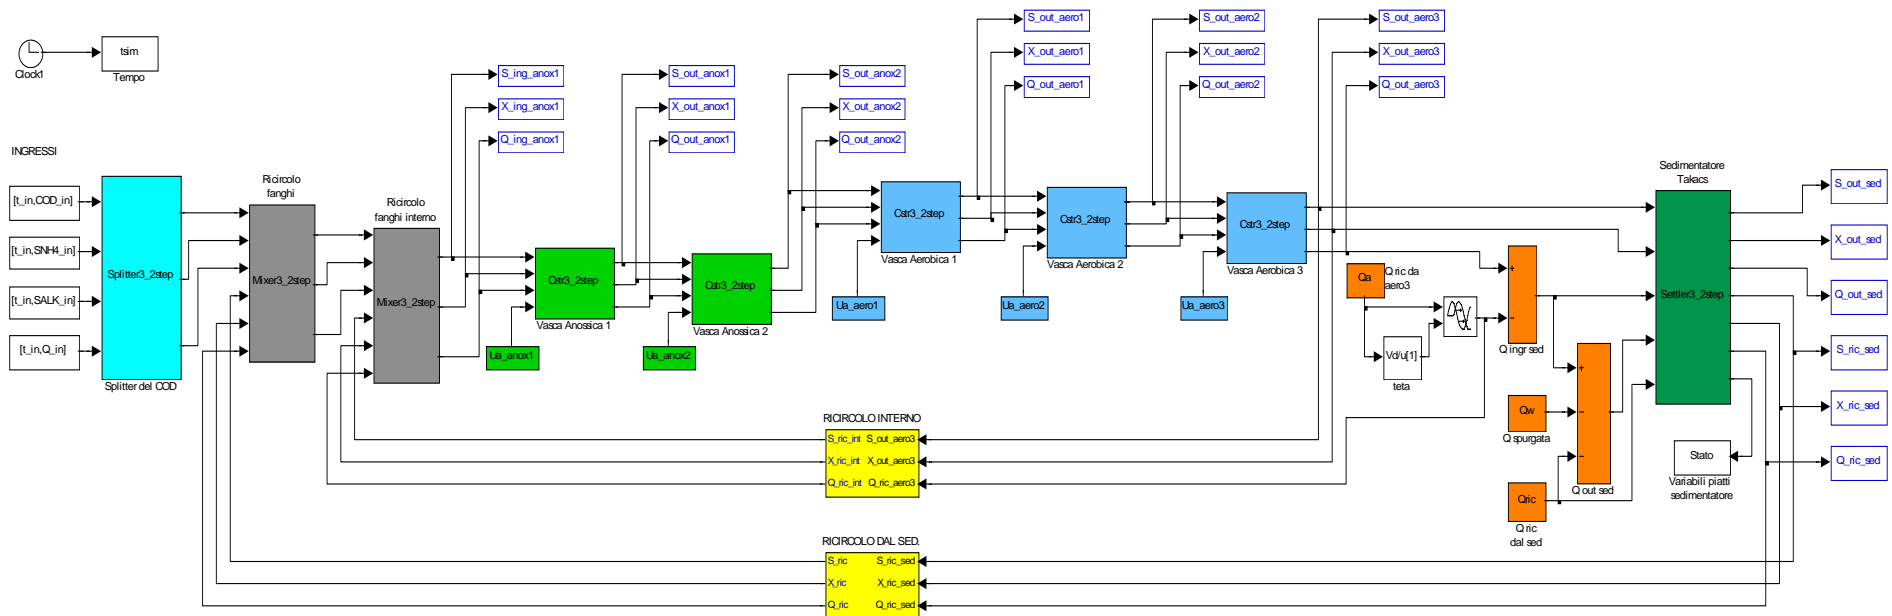 S_out_aero1
S_out_aero2
S_out_aero3
tsim
X_out_aero1
X_out_aero2
X_out_aero3
Clock1
Tempo
S_ing_anox1
S_out_anox1
S_out_anox2
Q_out_aero1
Q_out_aero2
Q_out_aero3
X_ing_anox1
X_out_anox1
X_out_anox2
Q_ing_anox1
Q_out_anox1
Q_out_anox2
INGRESSI
Ricircolo
fanghi
Sedimentatore
Takacs
[t_in,COD_in]
[t_in,SNH4_in]
[t_in,SALK_in]
[t_in,Q_in]
Splitter3_2step
Splitter del COD
Mixer3_2step
Ricircolo
fanghi interno
Mixer3_2step
Cstr3_2step
Vasca Anossica 1
Ua_anox1
Cstr3_2step
Vasca Anossica 2
Ua_anox2
Cstr3_2step
Vasca Aerobica 1
Ua_aero1
Cstr3_2step
Vasca Aerobica 2
Ua_aero2
Cstr3_2step
Vasca Aerobica 3
Ua_aero3
Qa
Q ric da
aero3
Vd/u[1]
teta
+
-
Q ingr sed
+
-
-
Q out sed
Qw
Q spurgata
Qric
Q ric
dal sed
Settler3_2step
Stato
Variabili piatti
sedimentatore
S_out_sed
X_out_sed
Q_out_sed
S_ric_sed
X_ric_sed
Q_ric_sed
RICIRCOLO INTERNO
S_ric_int S_out_aero3
X_ric_int X_out_aero3
Q_ric_int Q_ric_aero3
RICIRCOLO DAL SED.
S_ric S_ric_sed
X_ric X_ric_sed
Q_ric Q_ric_sed